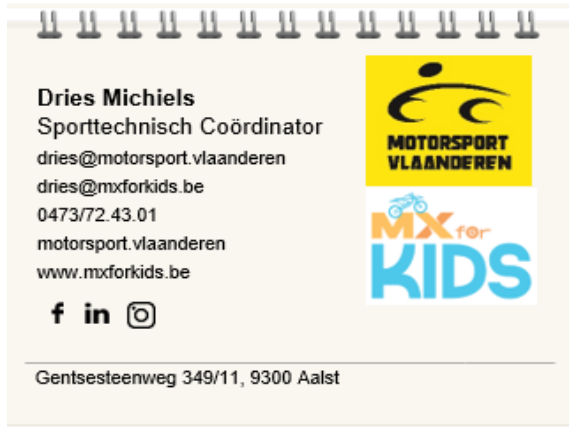 Dries Michiels
Sporttechnisch Coördinator
dries@motorsport.vlaanderen
dries@mxforkids.be
0473/72.43.01
motorsport.vlaanderen
www.mxforkids.be
f in
MOTORSPORT
VLAANDEREN
MX for
KIDS
Gentsesteenweg 349/11, 9300 Aalst